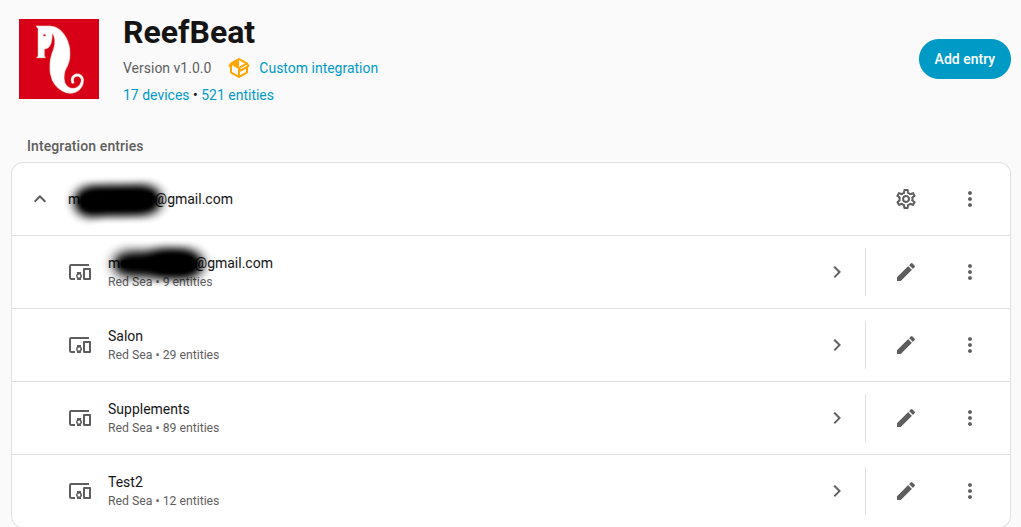 ReefBeat
Version v1.0.0 Custom integration
Add entry
17 devices • 521 entities
Integration entries
@gmail.com
@gmail.com
Red Sea • 9 entities
Salon
Red Sea • 29 entities
Supplements
Red Sea • 89 entities
Test2
Red Sea • 12 entities